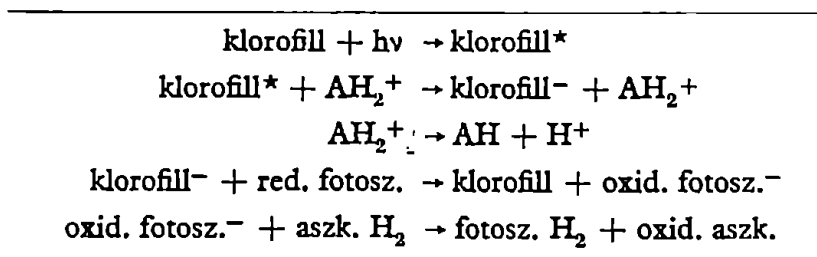 klorofill + hν → klorofill*
klorofill* + AH₂⁺ → klorofill⁻ + AH₂⁺
AH₂⁺ → AH + H⁺
klorofill⁻ + red. fotosz. → klorofill + oxid. fotosz.⁻
oxid. fotosz.⁻ + aszk. H₂ → fotosz. H₂ + oxid. aszk.